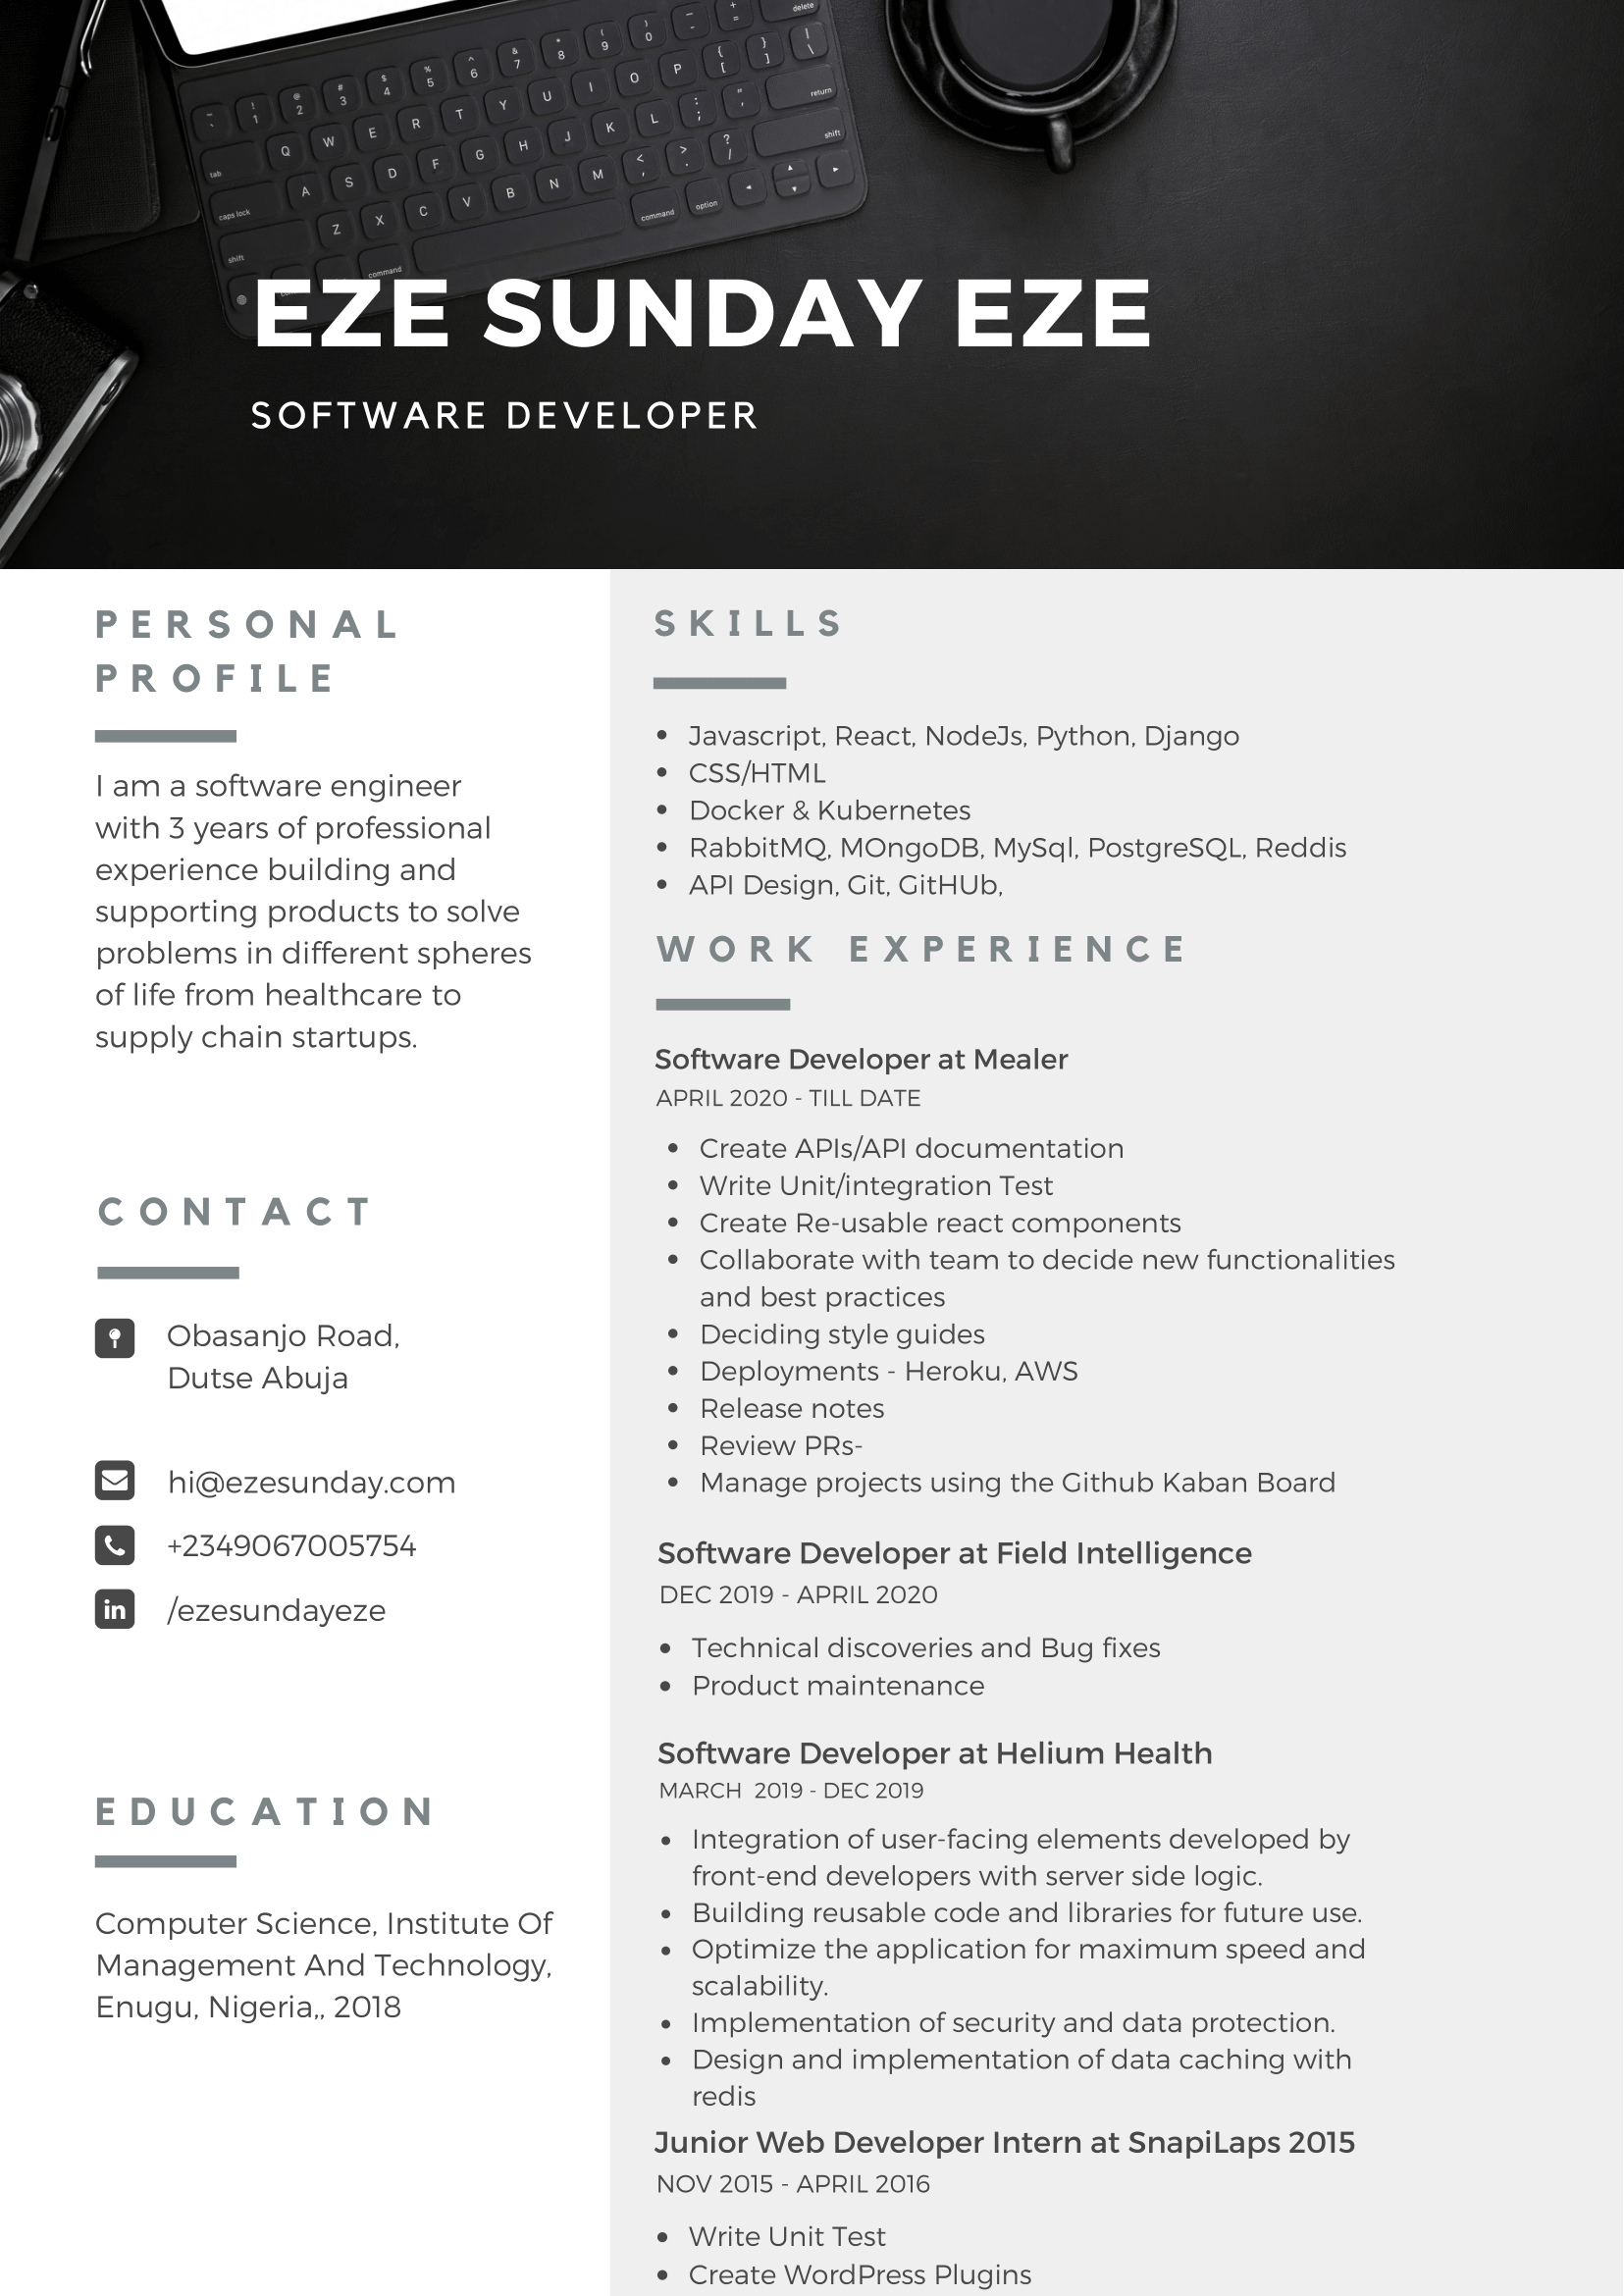 EZE SUNDAY EZE
SOFTWARE DEVELOPER
PERSONAL
PROFILE
I am a software engineer
with 3 years of professional
experience building and
supporting products to solve
problems in different spheres
of life from healthcare to
supply chain startups.
CONTACT
Obasanjo Road,
Dutse Abuja
hi@ezesunday.com
+2349067005754
in
/ezesundayeze
EDUCATION
Computer Science, Institute Of
Management And Technology,
Enugu, Nigeria,, 2018
SKILLS
• Javascript, React, NodeJs, Python, Django
• CSS/HTML
• Docker & Kubernetes
• RabbitMQ, MOngoDB, MySql, PostgreSQL, Reddis
• API Design, Git, GitHUb,
WORK EXPERIENCE
Software Developer at Mealer
APRIL 2020 - TILL DATE
• Create APIs/API documentation
• Write Unit/integration Test
• Create Re-usable react components
• Collaborate with team to decide new functionalities
and best practices
• Deciding style guides
• Deployments - Heroku, AWS
• Release notes
• Review PRs-
• Manage projects using the Github Kaban Board
Software Developer at Field Intelligence
DEC 2019 - APRIL 2020
• Technical discoveries and Bug fixes
• Product maintenance
Software Developer at Helium Health
MARCH 2019 - DEC 2019
• Integration of user-facing elements developed by
front-end developers with server side logic.
• Building reusable code and libraries for future use.
• Optimize the application for maximum speed and
scalability.
• Implementation of security and data protection.
• Design and implementation of data caching with
redis
Junior Web Developer Intern at SnapiLaps 2015
NOV 2015 - APRIL 2016
• Write Unit Test
• Create WordPress Plugins